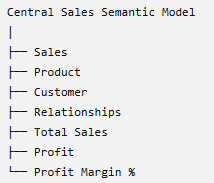 Central Sales Semantic Model
│
├── Sales
├── Product
├── Customer
├── Relationships
├── Total Sales
├── Profit
└── Profit Margin %